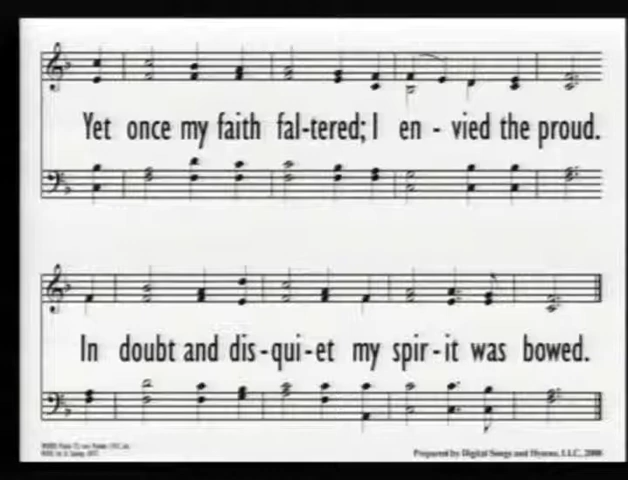 Yet once my faith fal-tered; I en - vied the proud.
In doubt and dis-qui-et my spir-it was bowed.
Prepared by Digital Songs and Hymns, LLC, 2008